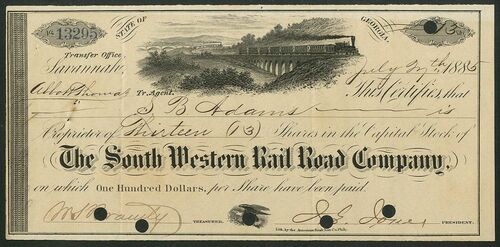 No. 13295 STATE OF GEORGIA. 13
Transfer Office
Savannah, July 1885
Tr. Agent. This Certifies, that
J B Adams is
Proprietor of Thirteen (13) Shares in the Capital Stock of
The South Western Rail Road Company,
on which One Hundred Dollars, per Share have been paid.
TREASURER. PRESIDENT.